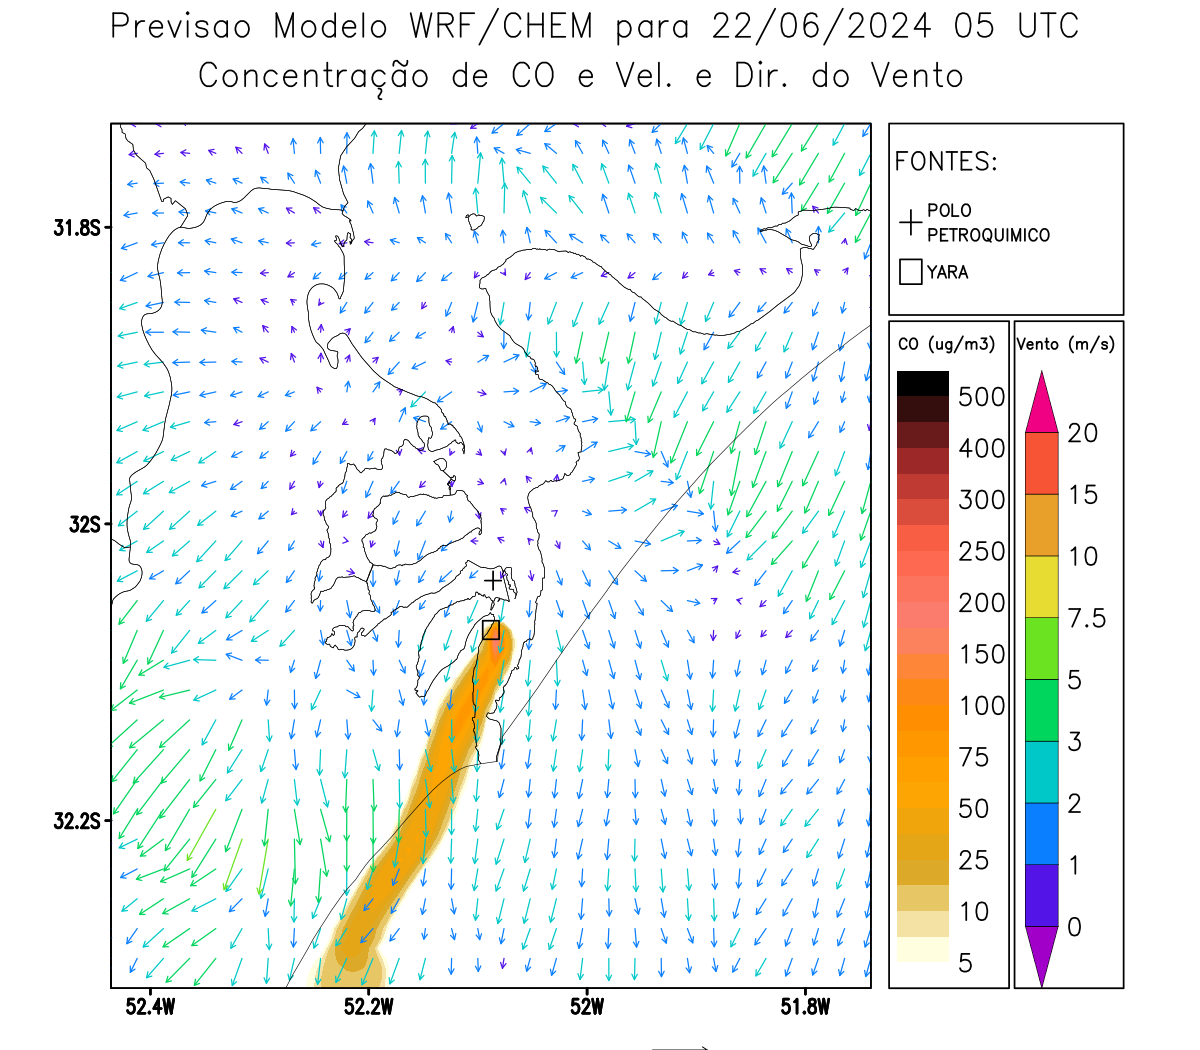 Previsao Modelo WRF/CHEM para 22/06/2024 05 UTC
Concentração de CO e Vel. e Dir. do Vento
FONTES:
POLO
PETROQUIMICO
YARA
CO (ug/m3)
500
400
300
250
200
150
100
75
50
25
10
5
Vento (m/s)
20
15
10
7.5
5
3
2
1
0
31.8S
32S
32.2S
52.4W
52.2W
52W
51.8W